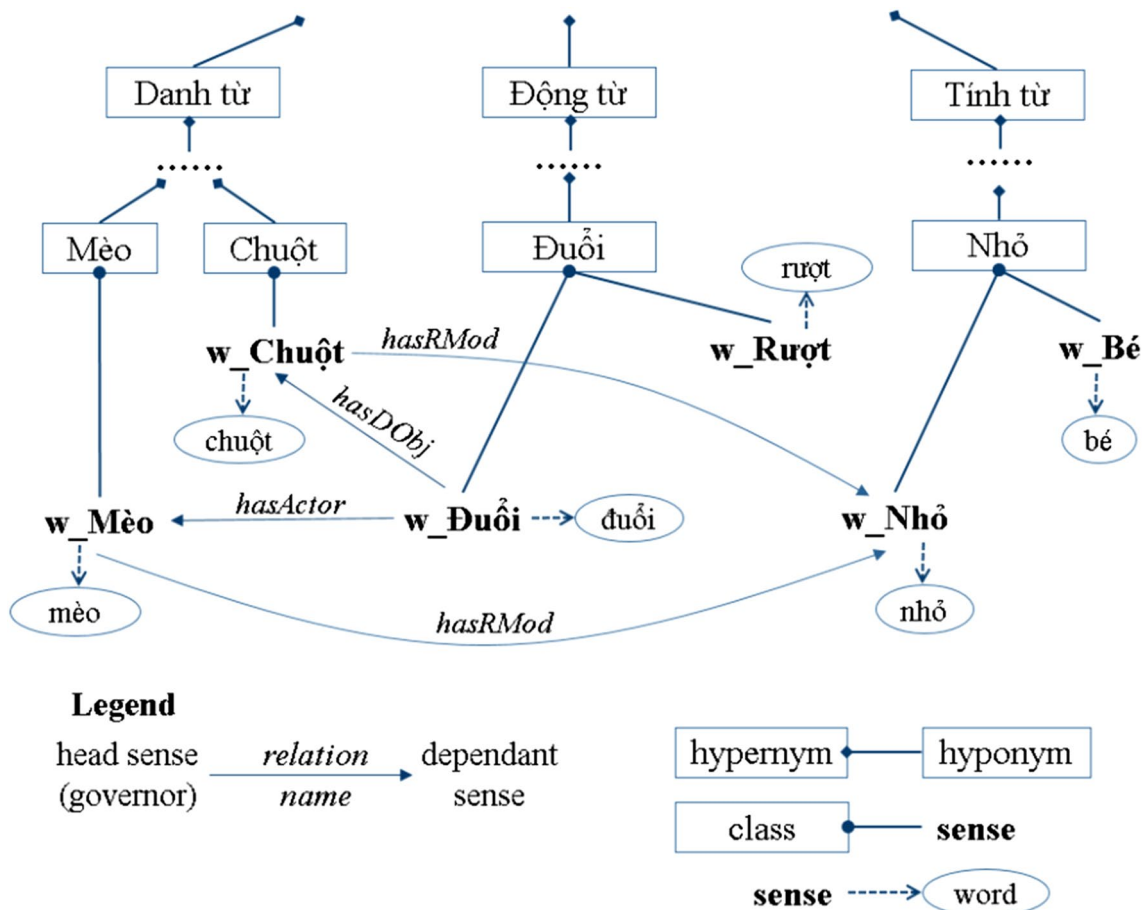 Danh từ
Động từ
Tính từ
......
......
......
Mèo
Chuột
Đuổi
Nhỏ
rượt
w_Chuột
hasRMod
w_Rượt
w_Bé
chuột
hasDObj
bé
w_Mèo
hasActor
w_Đuổi
đuổi
w_Nhỏ
mèo
hasRMod
nhỏ
Legend
head sense
(governor)
relation
name
dependant
sense
hypernym
hyponym
class
sense
sense
word